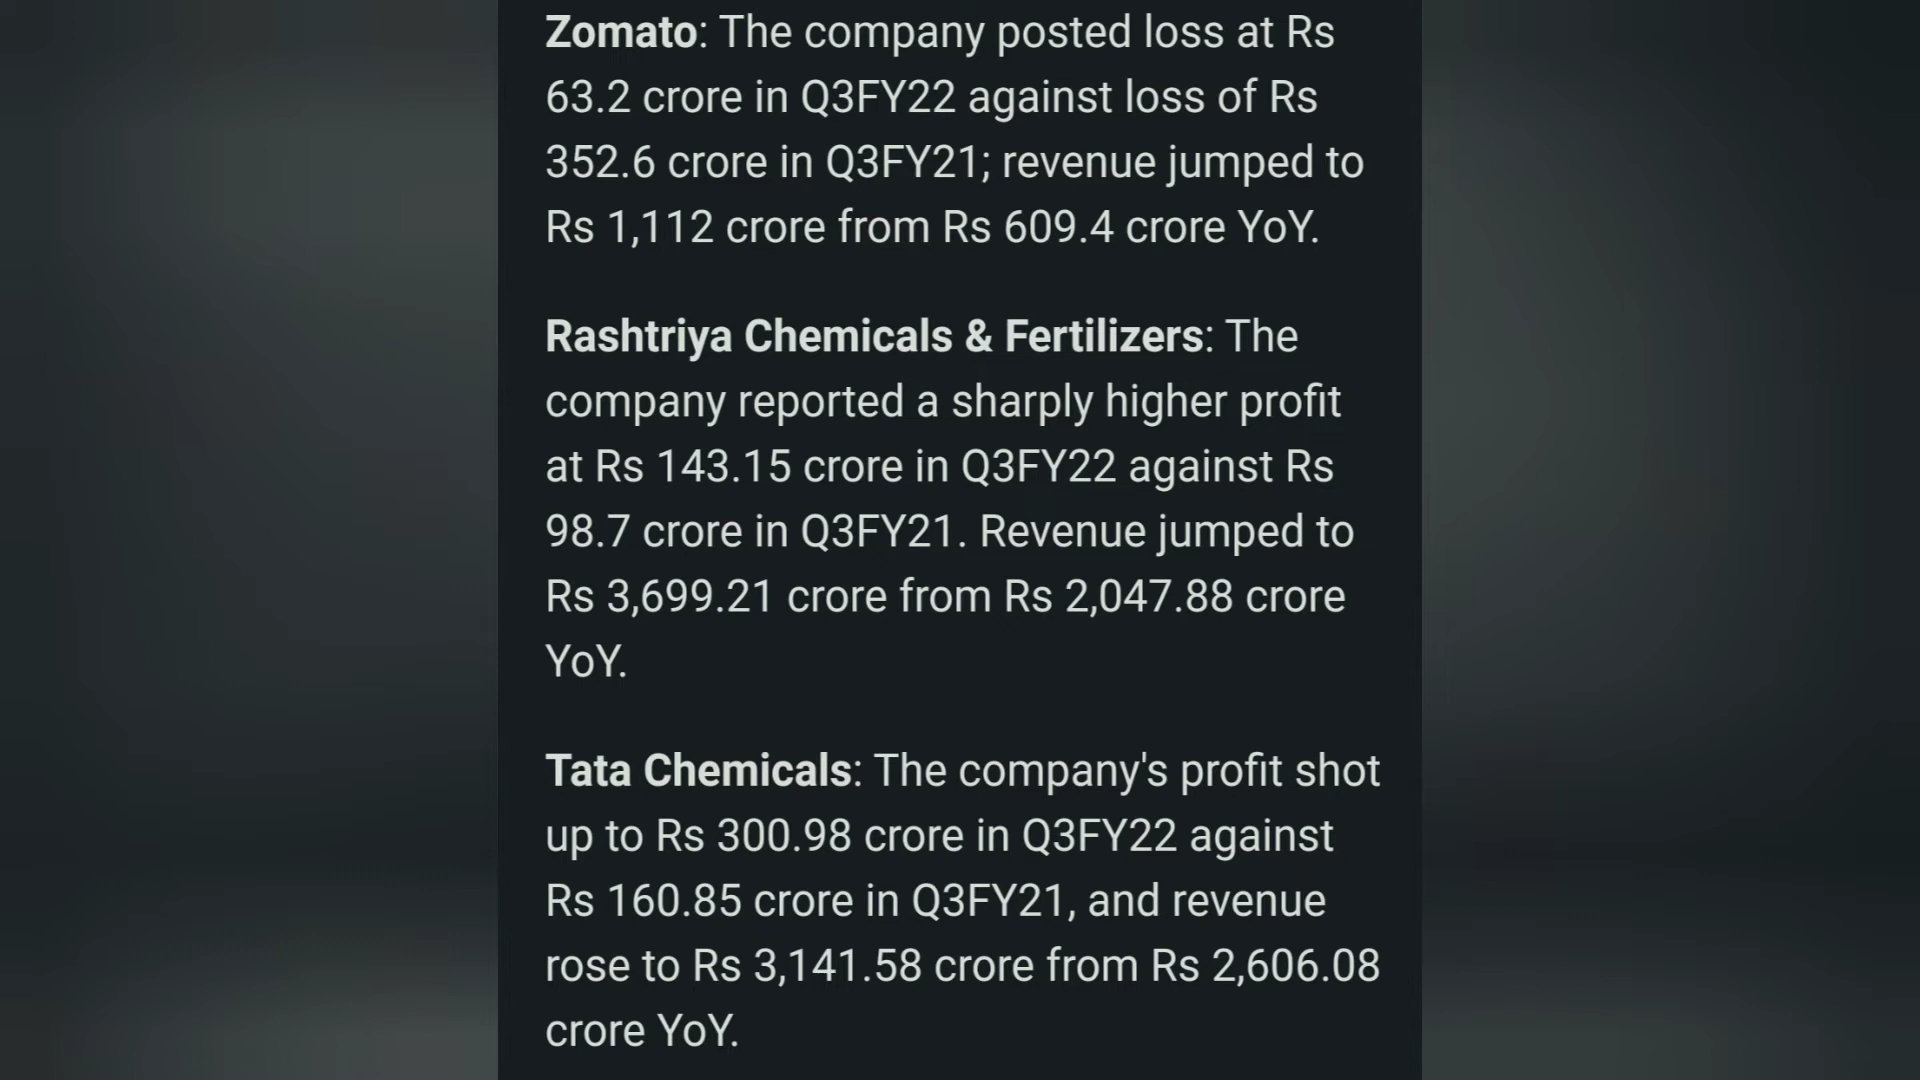 Zomato: The company posted loss at Rs
63.2 crore in Q3FY22 against loss of Rs
352.6 crore in Q3FY21; revenue jumped to
Rs 1,112 crore from Rs 609.4 crore YoY.
Rashtriya Chemicals & Fertilizers: The
company reported a sharply higher profit
at Rs 143.15 crore in Q3FY22 against Rs
98.7 crore in Q3FY21. Revenue jumped to
Rs 3,699.21 crore from Rs 2,047.88 crore
YoY.
Tata Chemicals: The company's profit shot
up to Rs 300.98 crore in Q3FY22 against
Rs 160.85 crore in Q3FY21, and revenue
rose to Rs 3,141.58 crore from Rs 2,606.08
crore YoY.